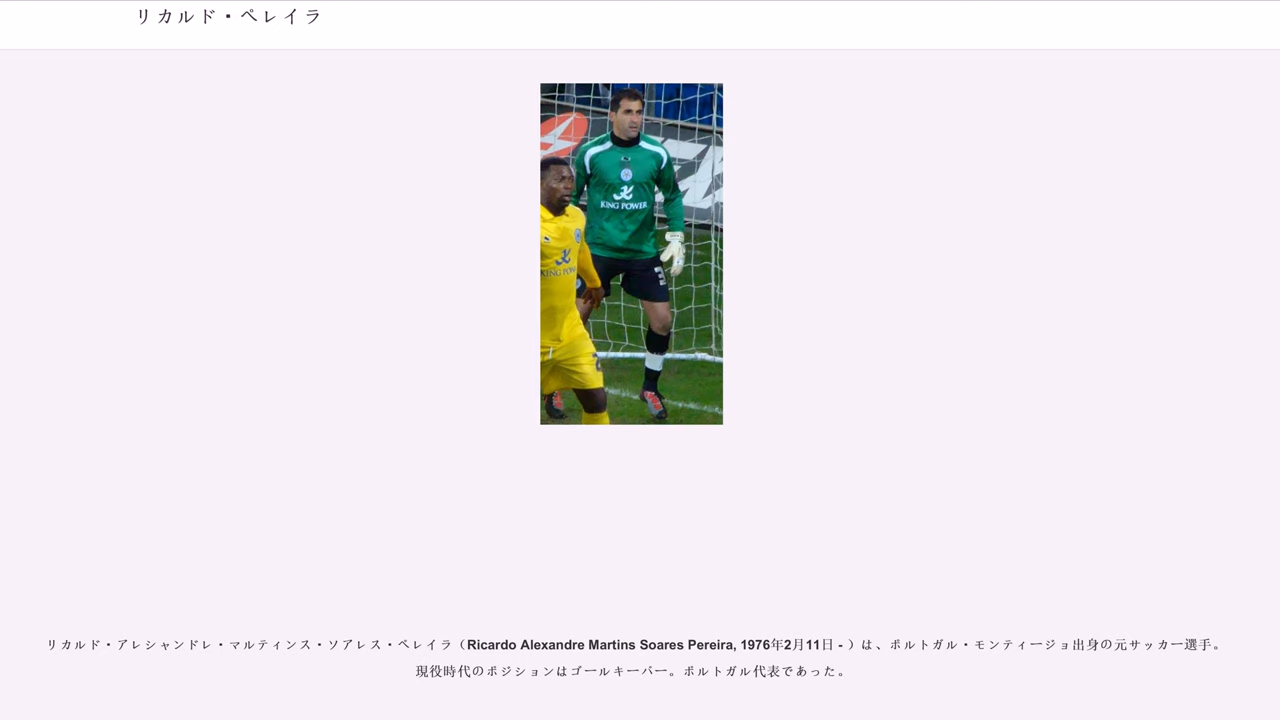 リカルド・ペレイラ
KING POWER
KING POW
3
リカルド・アレシャンドレ・マルティンス・ソアレス・ペレイラ（Ricardo Alexandre Martins Soares Pereira, 1976年2月11日 - ）は、ポルトガル・モンティージョ出身の元サッカー選手。
現役時代のポジションはゴールキーパー。ポルトガル代表であった。